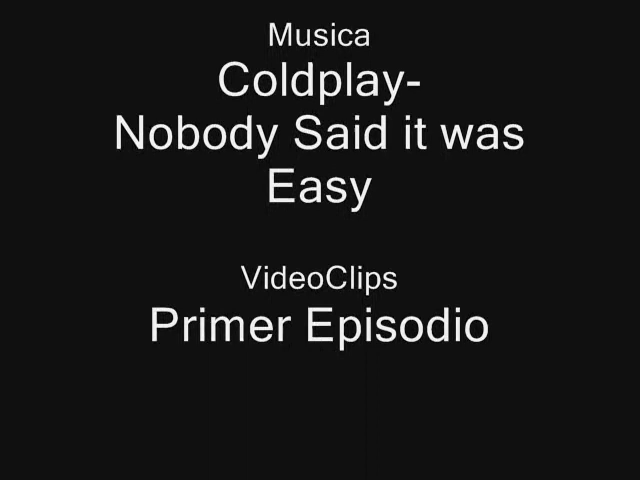 Musica
Coldplay-
Nobody Said it was
Easy
VideoClips
Primer Episodio